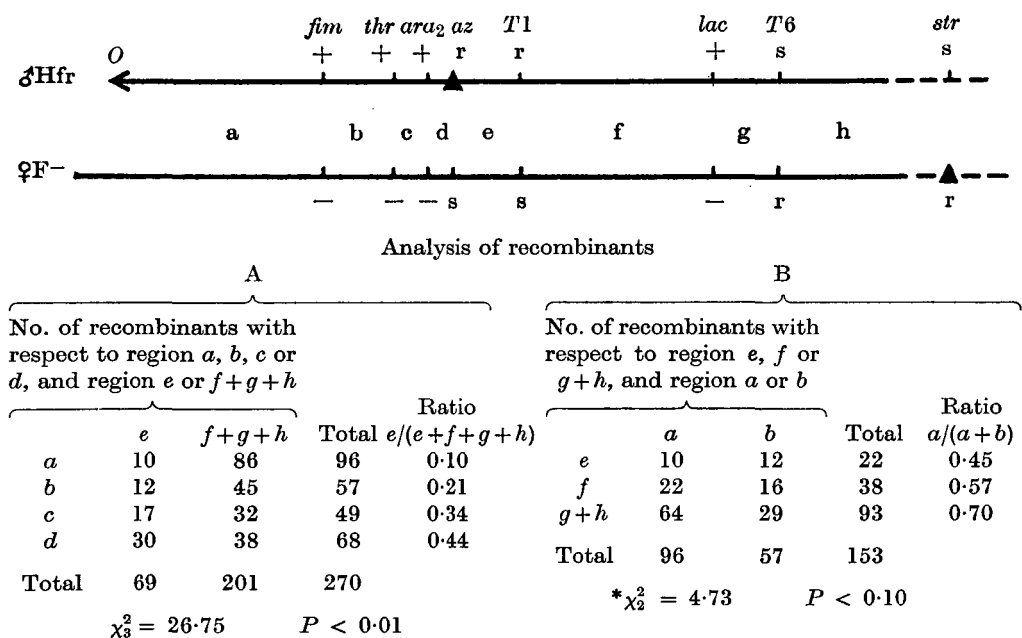 fim thr ara₂ az T1 lac T6 str
O + + + r r + s s
♂Hfr
a b c d e f g h
♀F−
− − − s s − r r
Analysis of recombinants
A
No. of recombinants with
respect to region a, b, c or
d, and region e or f+g+h
Ratio
e f+g+h Total e/(e+f+g+h)
a 10 86 96 0·10
b 12 45 57 0·21
c 17 32 49 0·34
d 30 38 68 0·44
Total 69 201 270
χ²₃ = 26·75 P < 0·01
B
No. of recombinants with
respect to region e, f or
g+h, and region a or b
Ratio
a b Total a/(a+b)
e 10 12 22 0·45
f 22 16 38 0·57
g+h 64 29 93 0·70
Total 96 57 153
*χ²₂ = 4·73 P < 0·10